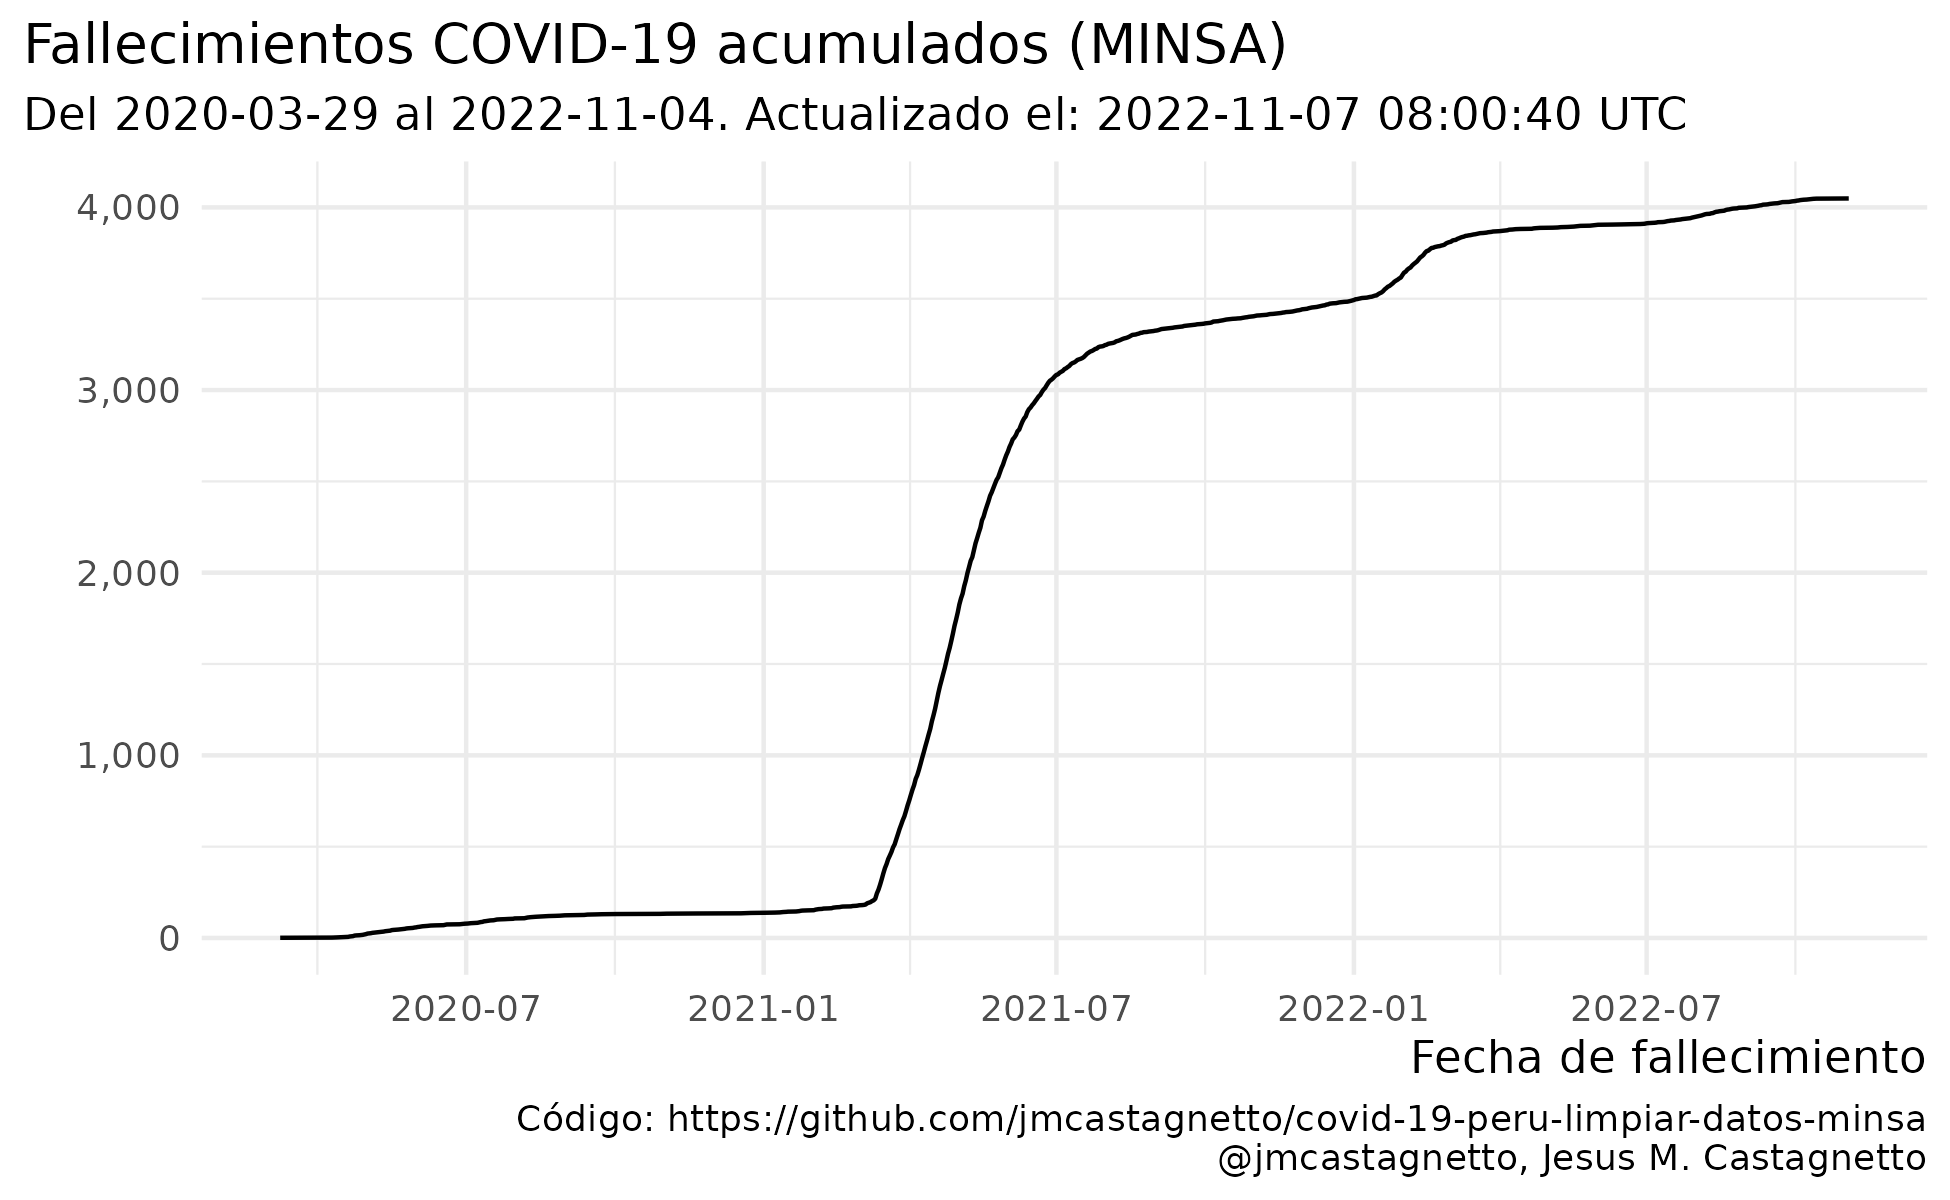 Fallecimientos COVID-19 acumulados (MINSA)
Del 2020-03-29 al 2022-11-04. Actualizado el: 2022-11-07 08:00:40 UTC
4,000
3,000
2,000
1,000
0
2020-07 2021-01 2021-07 2022-01 2022-07
Fecha de fallecimiento
Código: https://github.com/jmcastagnetto/covid-19-peru-limpiar-datos-minsa
@jmcastagnetto, Jesus M. Castagnetto